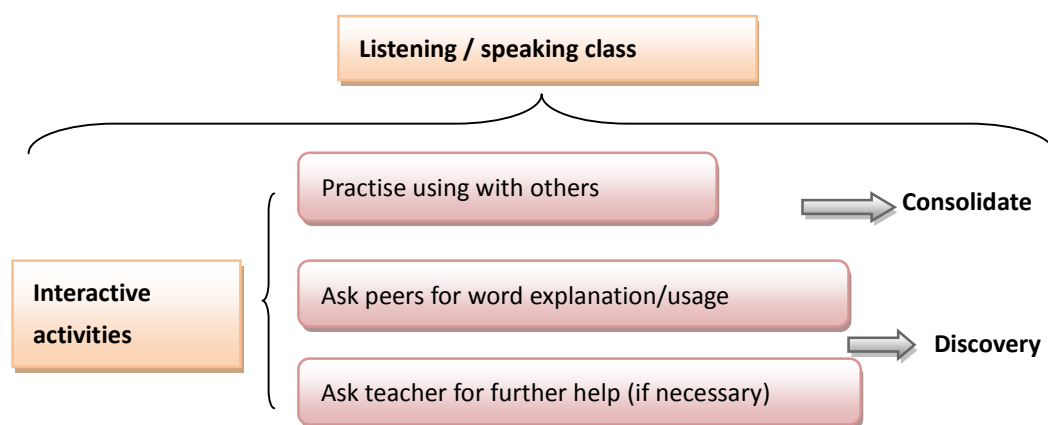 Listening / speaking class
Practise using with others
Consolidate
Interactive
activities
Ask peers for word explanation/usage
Discovery
Ask teacher for further help (if necessary)